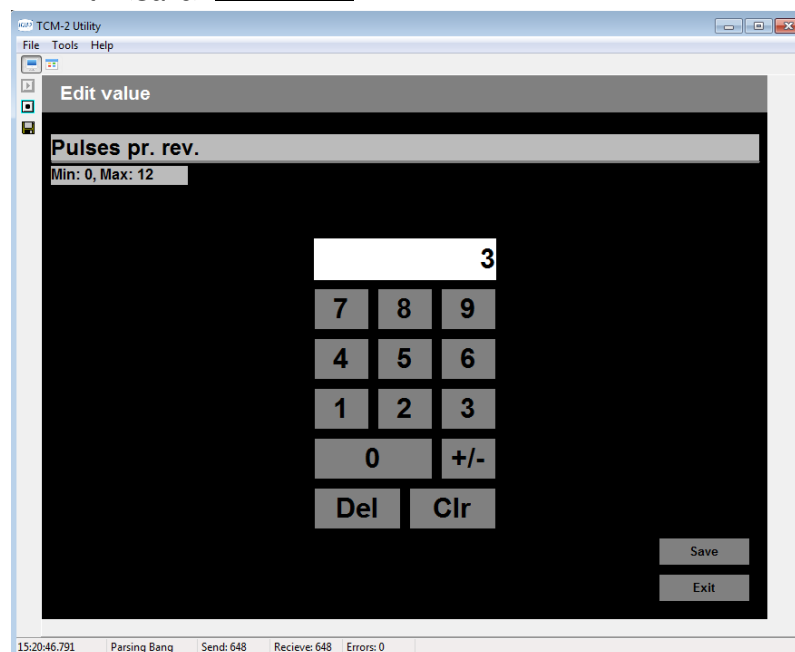 TCM-2 Utility
File Tools Help
Edit value
Pulses pr. rev.
Min: 0, Max: 12
3
7 8 9
4 5 6
1 2 3
0 +/-
Del Clr
Save
Exit
15:20:46.791 Parsing Bang Send: 648 Recieve: 648 Errors: 0